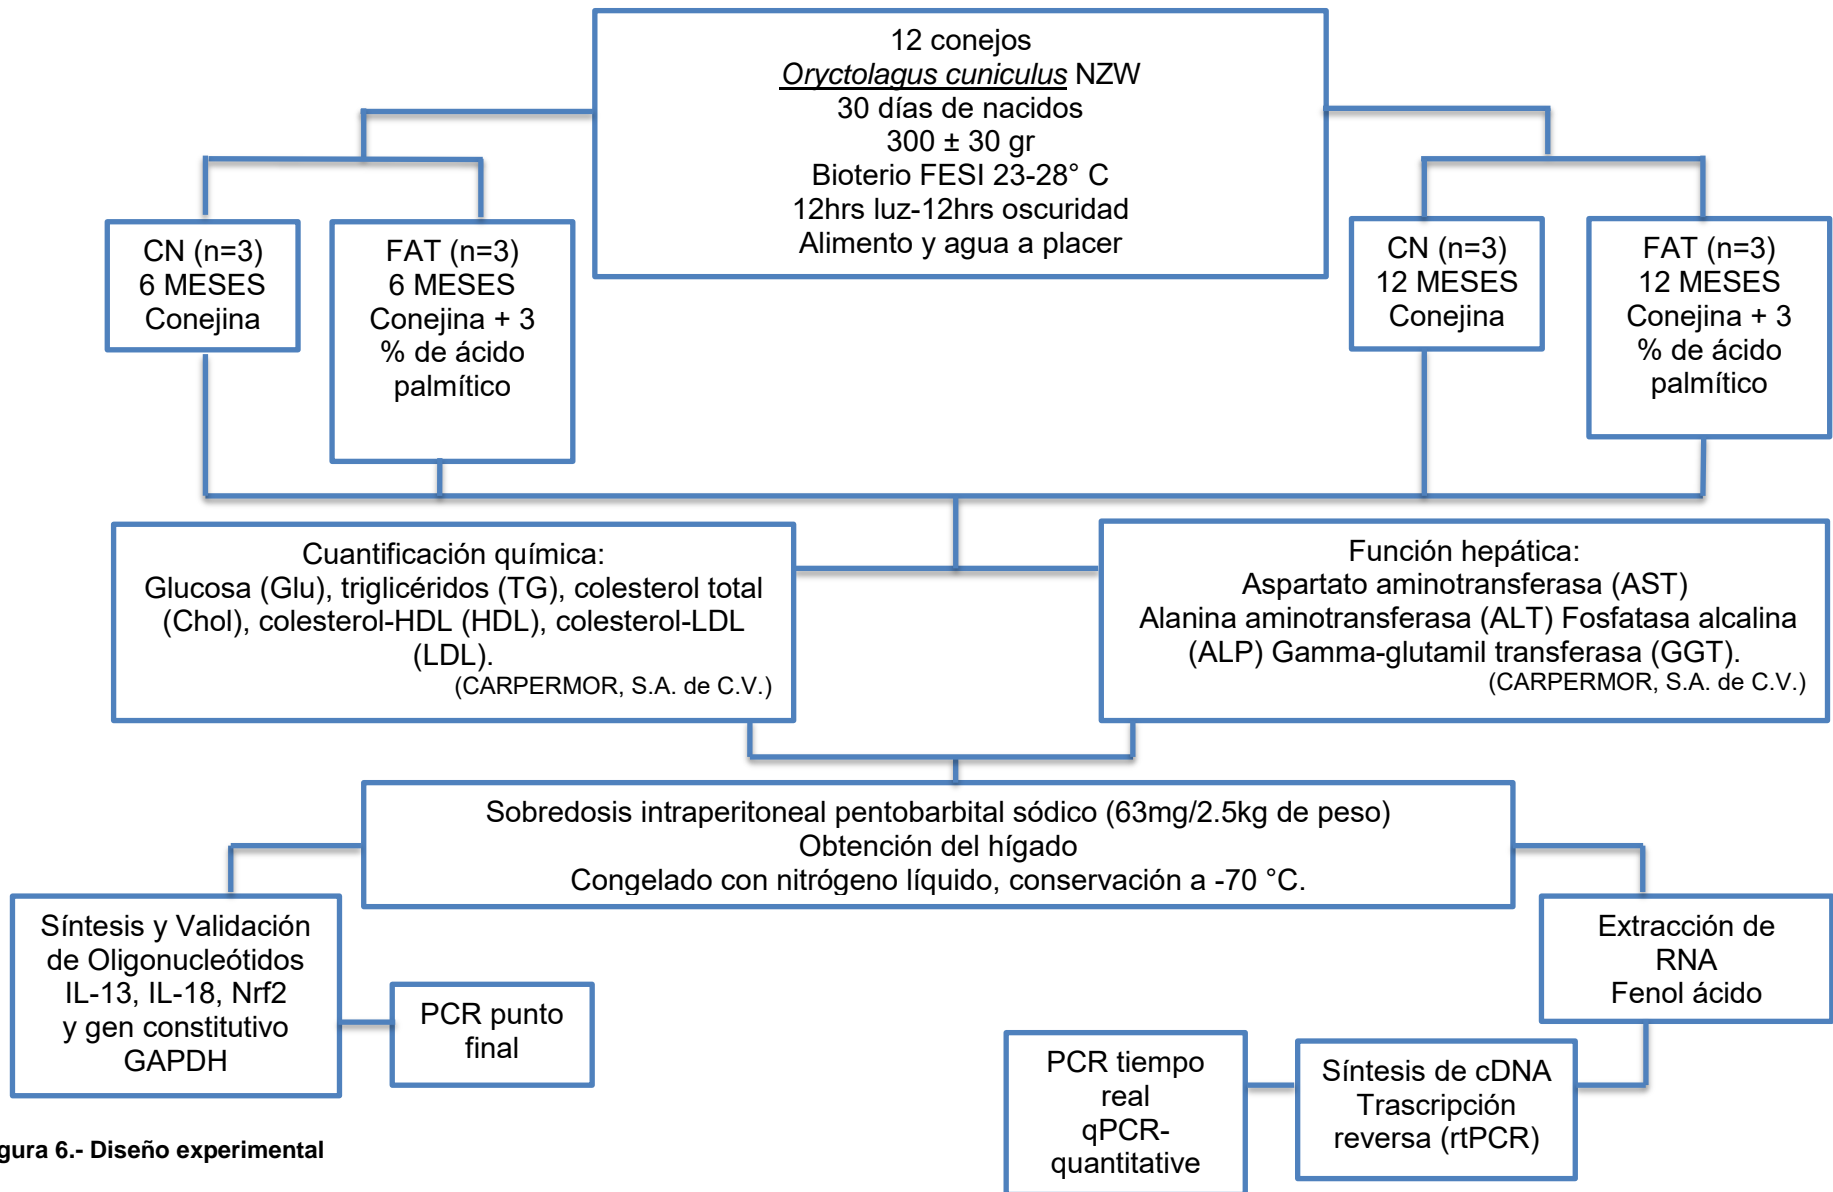 12 conejos
Oryctolagus cuniculus NZW
30 días de nacidos
300 ± 30 gr
Bioterio FESI 23-28° C
12hrs luz-12hrs oscuridad
Alimento y agua a placer
CN (n=3)
6 MESES
Conejina
FAT (n=3)
6 MESES
Conejina + 3
% de ácido
palmítico
CN (n=3)
12 MESES
Conejina
FAT (n=3)
12 MESES
Conejina + 3
% de ácido
palmítico
Cuantificación química:
Glucosa (Glu), triglicéridos (TG), colesterol total
(Chol), colesterol-HDL (HDL), colesterol-LDL
(LDL).
(CARPERMOR, S.A. de C.V.)
Función hepática:
Aspartato aminotransferasa (AST)
Alanina aminotransferasa (ALT) Fosfatasa alcalina
(ALP) Gamma-glutamil transferasa (GGT).
(CARPERMOR, S.A. de C.V.)
Sobredosis intraperitoneal pentobarbital sódico (63mg/2.5kg de peso)
Obtención del hígado
Congelado con nitrógeno líquido, conservación a -70 °C.
Síntesis y Validación
de Oligonucleótidos
IL-13, IL-18, Nrf2
y gen constitutivo
GAPDH
PCR punto
final
Extracción de
RNA
Fenol ácido
Síntesis de cDNA
Trascripción
reversa (rtPCR)
PCR tiempo
real
qPCR-
quantitative
gura 6.- Diseño experimental